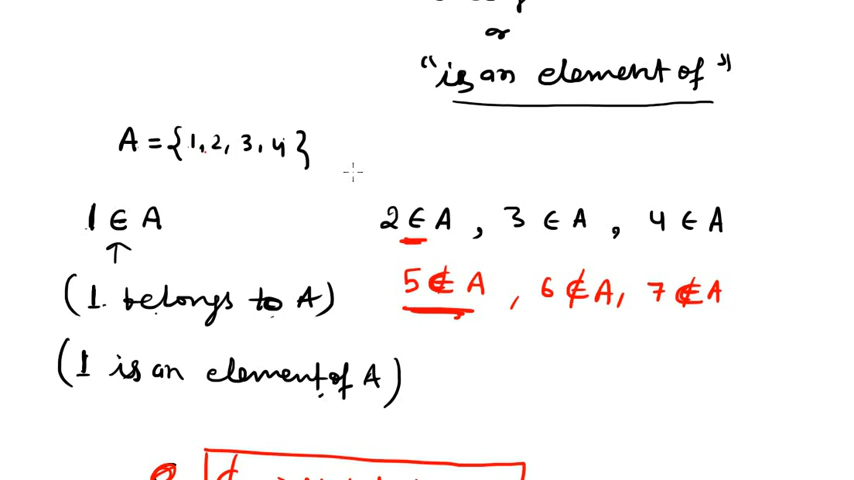 or
"is an element of"
A = {1, 2, 3, 4}
1 ∈ A
2 ∈ A , 3 ∈ A , 4 ∈ A
(1 belongs to A)
5 ∉ A , 6 ∉ A, 7 ∉ A
(1 is an element of A)
∉